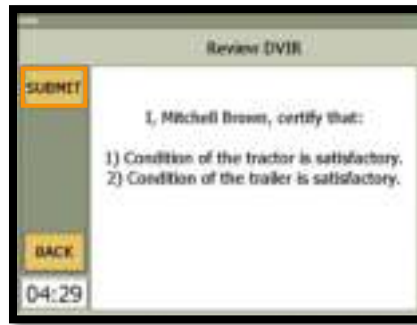 Review DVIR
SUBMIT
I, Mitchell Brown, certify that:
1) Condition of the tractor is satisfactory.
2) Condition of the trailer is satisfactory.
BACK
04:29